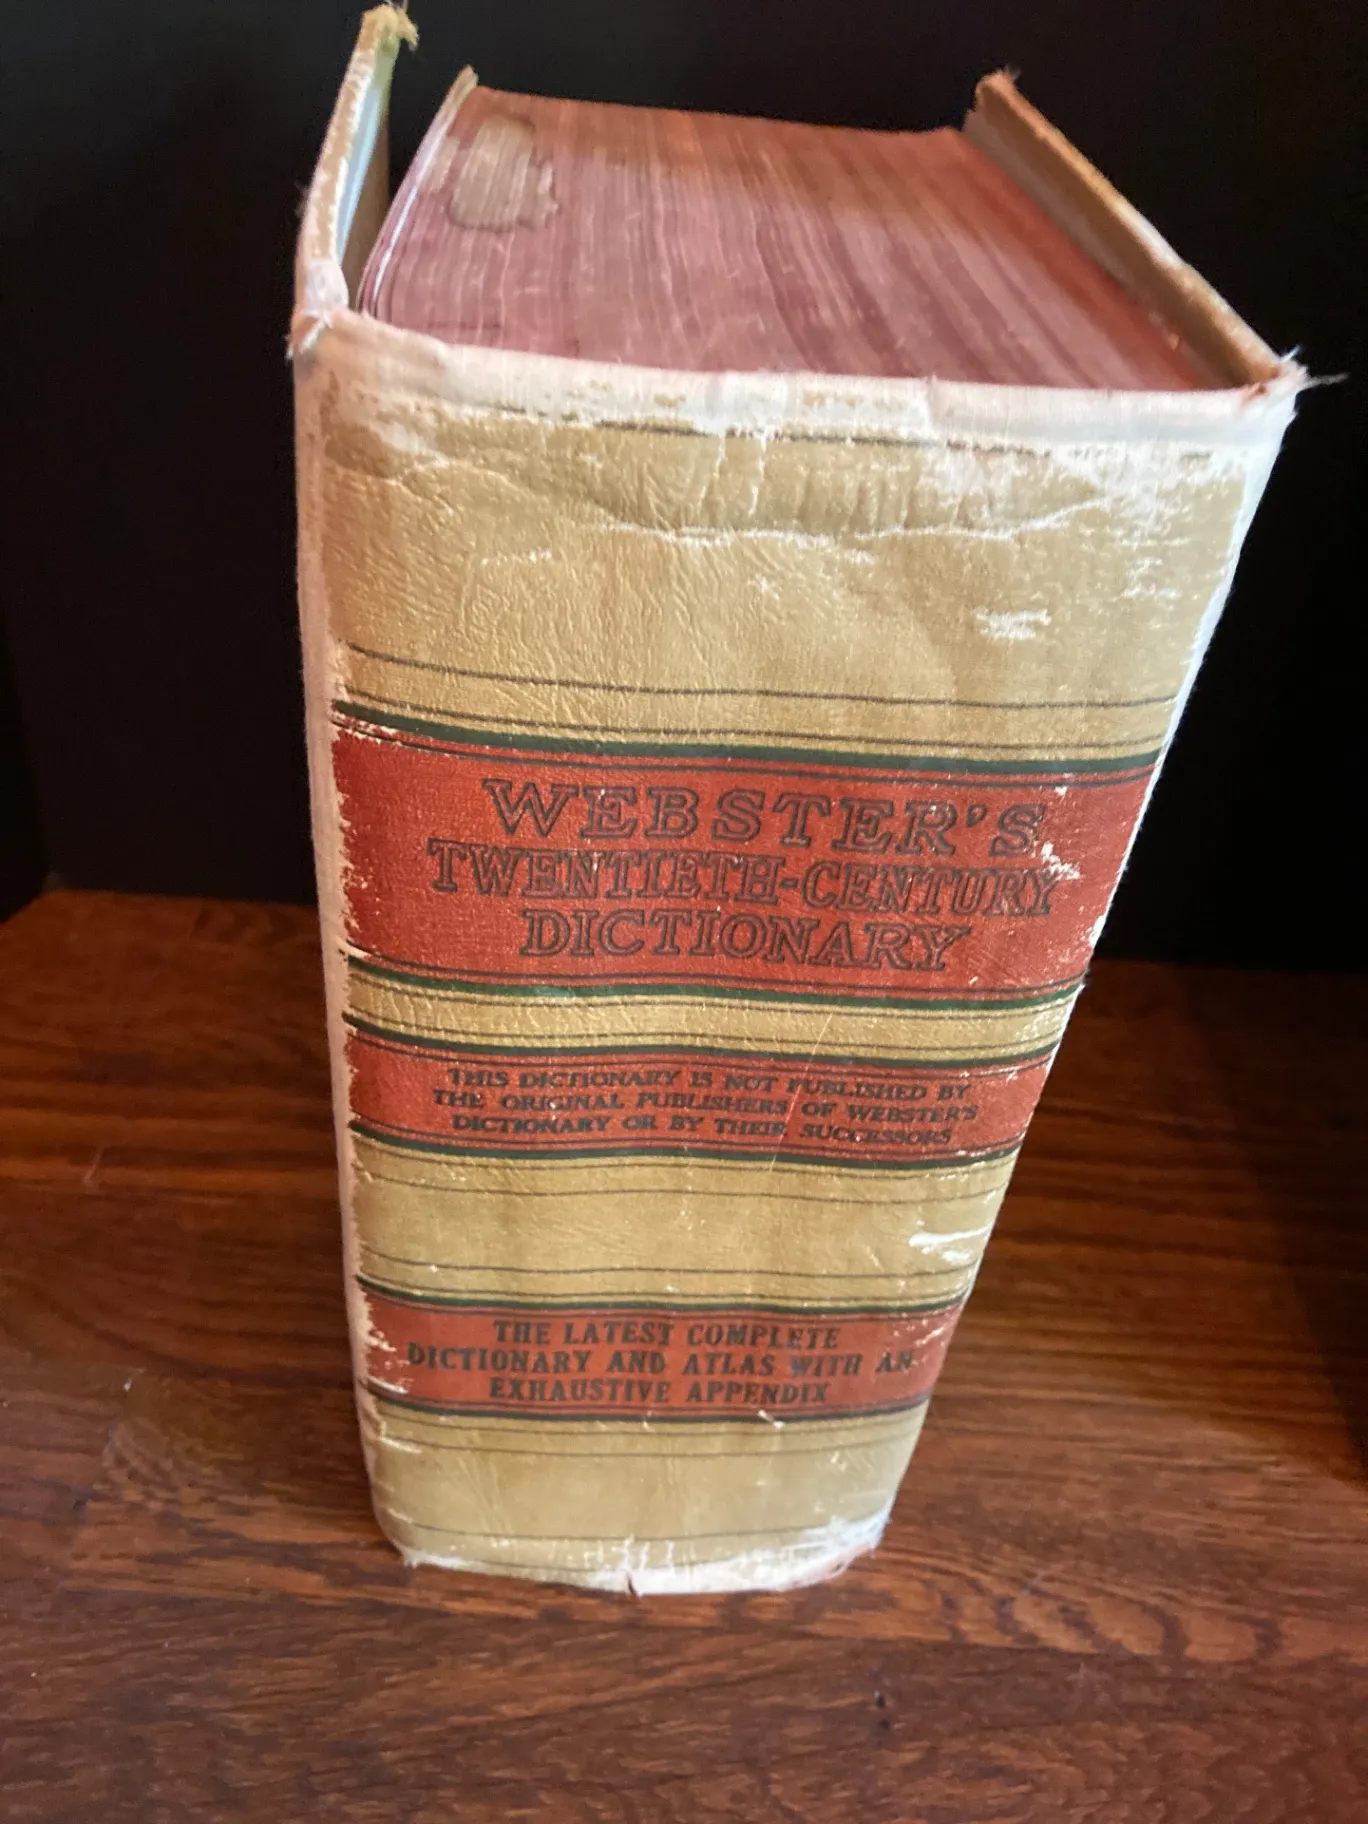 WEBSTER'S
TWENTIETH-CENTURY
DICTIONARY
THIS DICTIONARY IS NOT PUBLISHED BY
THE ORIGINAL PUBLISHERS OF WEBSTER'S
DICTIONARY OR BY THEIR SUCCESSORS
THE LATEST COMPLETE
DICTIONARY AND ATLAS WITH AN
EXHAUSTIVE APPENDIX